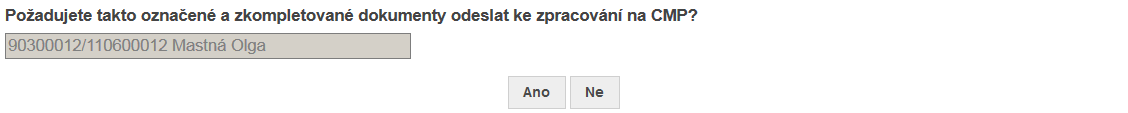 Požadujete takto označené a zkompletované dokumenty odeslat ke zpracování na CMP?
90300012/110600012 Mastná Olga
Ano Ne